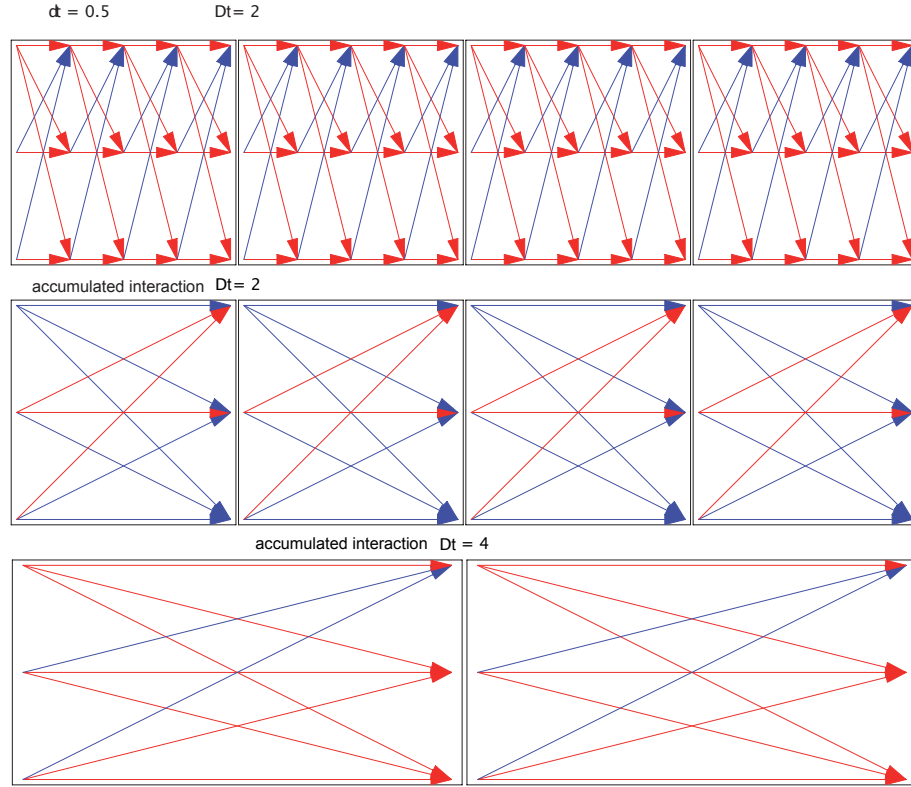 dt = 0.5 Dt= 2
accumulated interaction Dt= 2
accumulated interaction Dt = 4